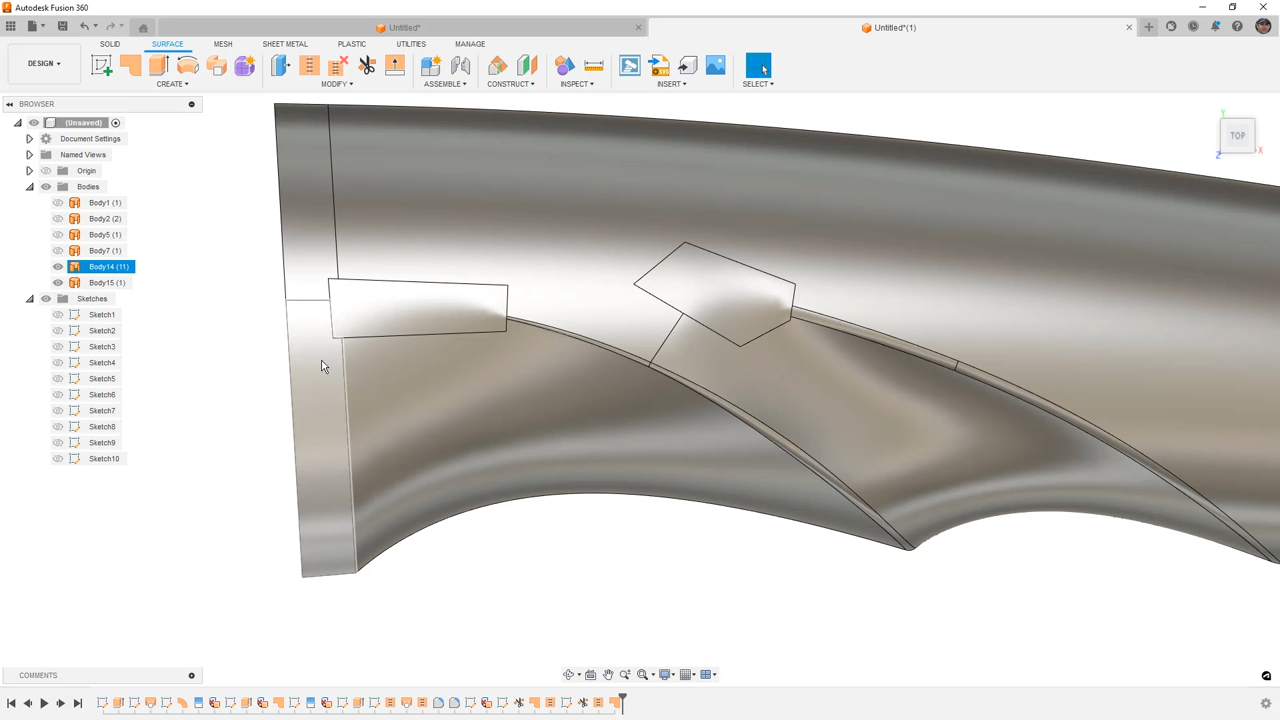 Autodesk Fusion 360
Untitled*
Untitled*(1)
DESIGN
SOLID
SURFACE
MESH
SHEET METAL
PLASTIC
UTILITIES
MANAGE
CREATE
MODIFY
ASSEMBLE
CONSTRUCT
INSPECT
INSERT
SELECT
BROWSER
(Unsaved)
Document Settings
Named Views
Origin
Bodies
Body1 (1)
Body2 (2)
Body5 (1)
Body7 (1)
Body14 (11)
Body15 (1)
Sketches
Sketch1
Sketch2
Sketch3
Sketch4
Sketch5
Sketch6
Sketch7
Sketch8
Sketch9
Sketch10
Y
TOP
Z
X
COMMENTS